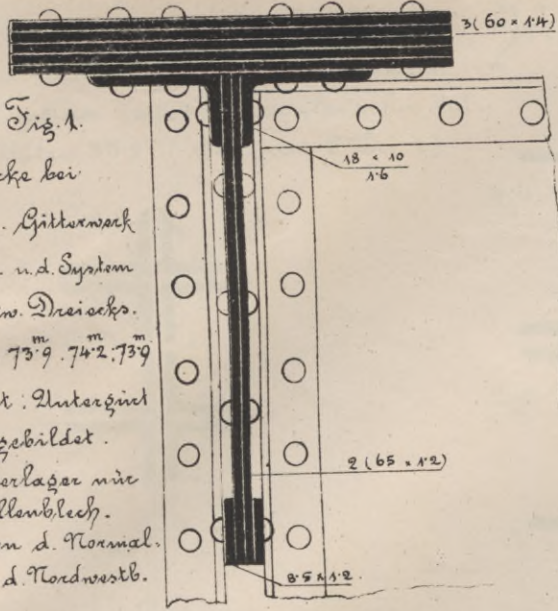 3(60 × 1·4)
Fig. 1.
18 < 10
1·6
cke bei
. Gitterwerk
u. d. System
w. Dreiecks.
m m m
73·9 . 74·2 ; 73·9
t : Untergurt
gebildet .
erlager nur
llenblech.
2 (65 × 1·2)
n d. Normal-
d. Nordwestb.
8·5 × 1·2